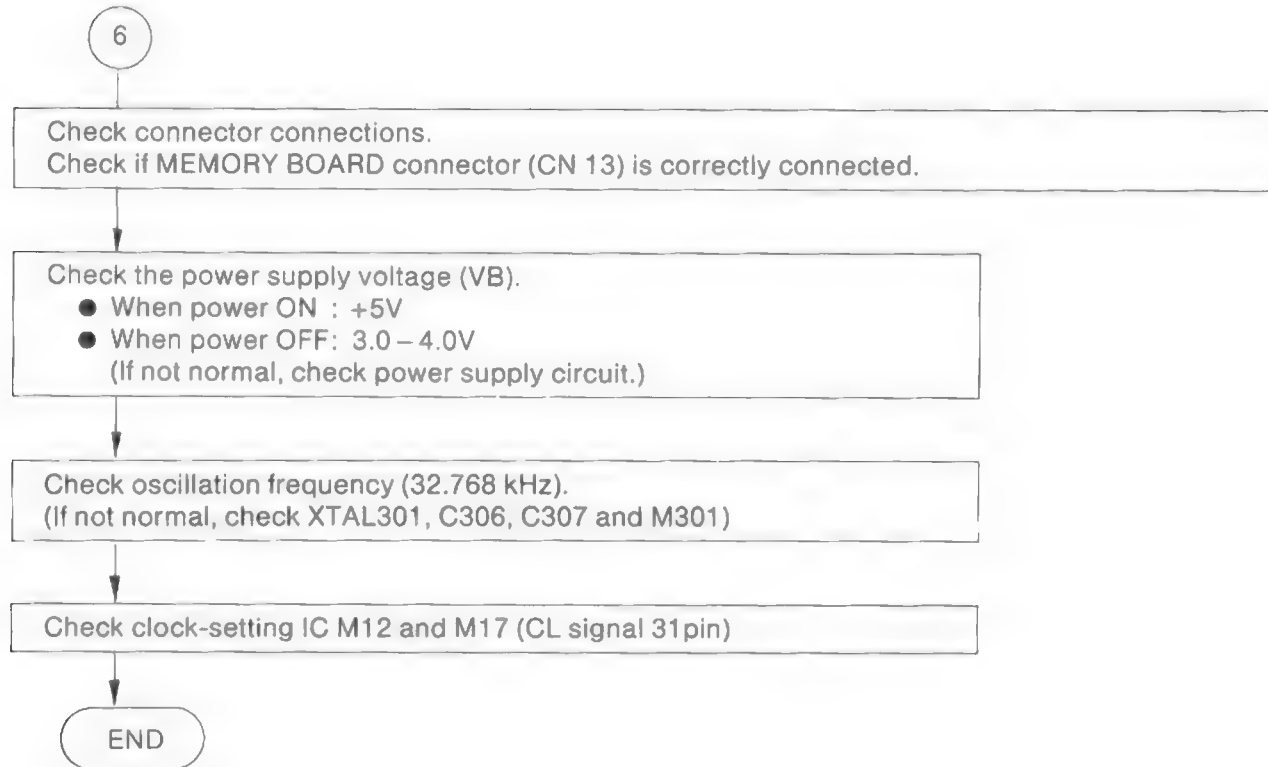 6
Check connector connections.
Check if MEMORY BOARD connector (CN 13) is correctly connected.
Check the power supply voltage (VB).
● When power ON : +5V
● When power OFF: 3.0 – 4.0V
(If not normal, check power supply circuit.)
Check oscillation frequency (32.768 kHz).
(If not normal, check XTAL301, C306, C307 and M301)
Check clock-setting IC M12 and M17 (CL signal 31pin)
END